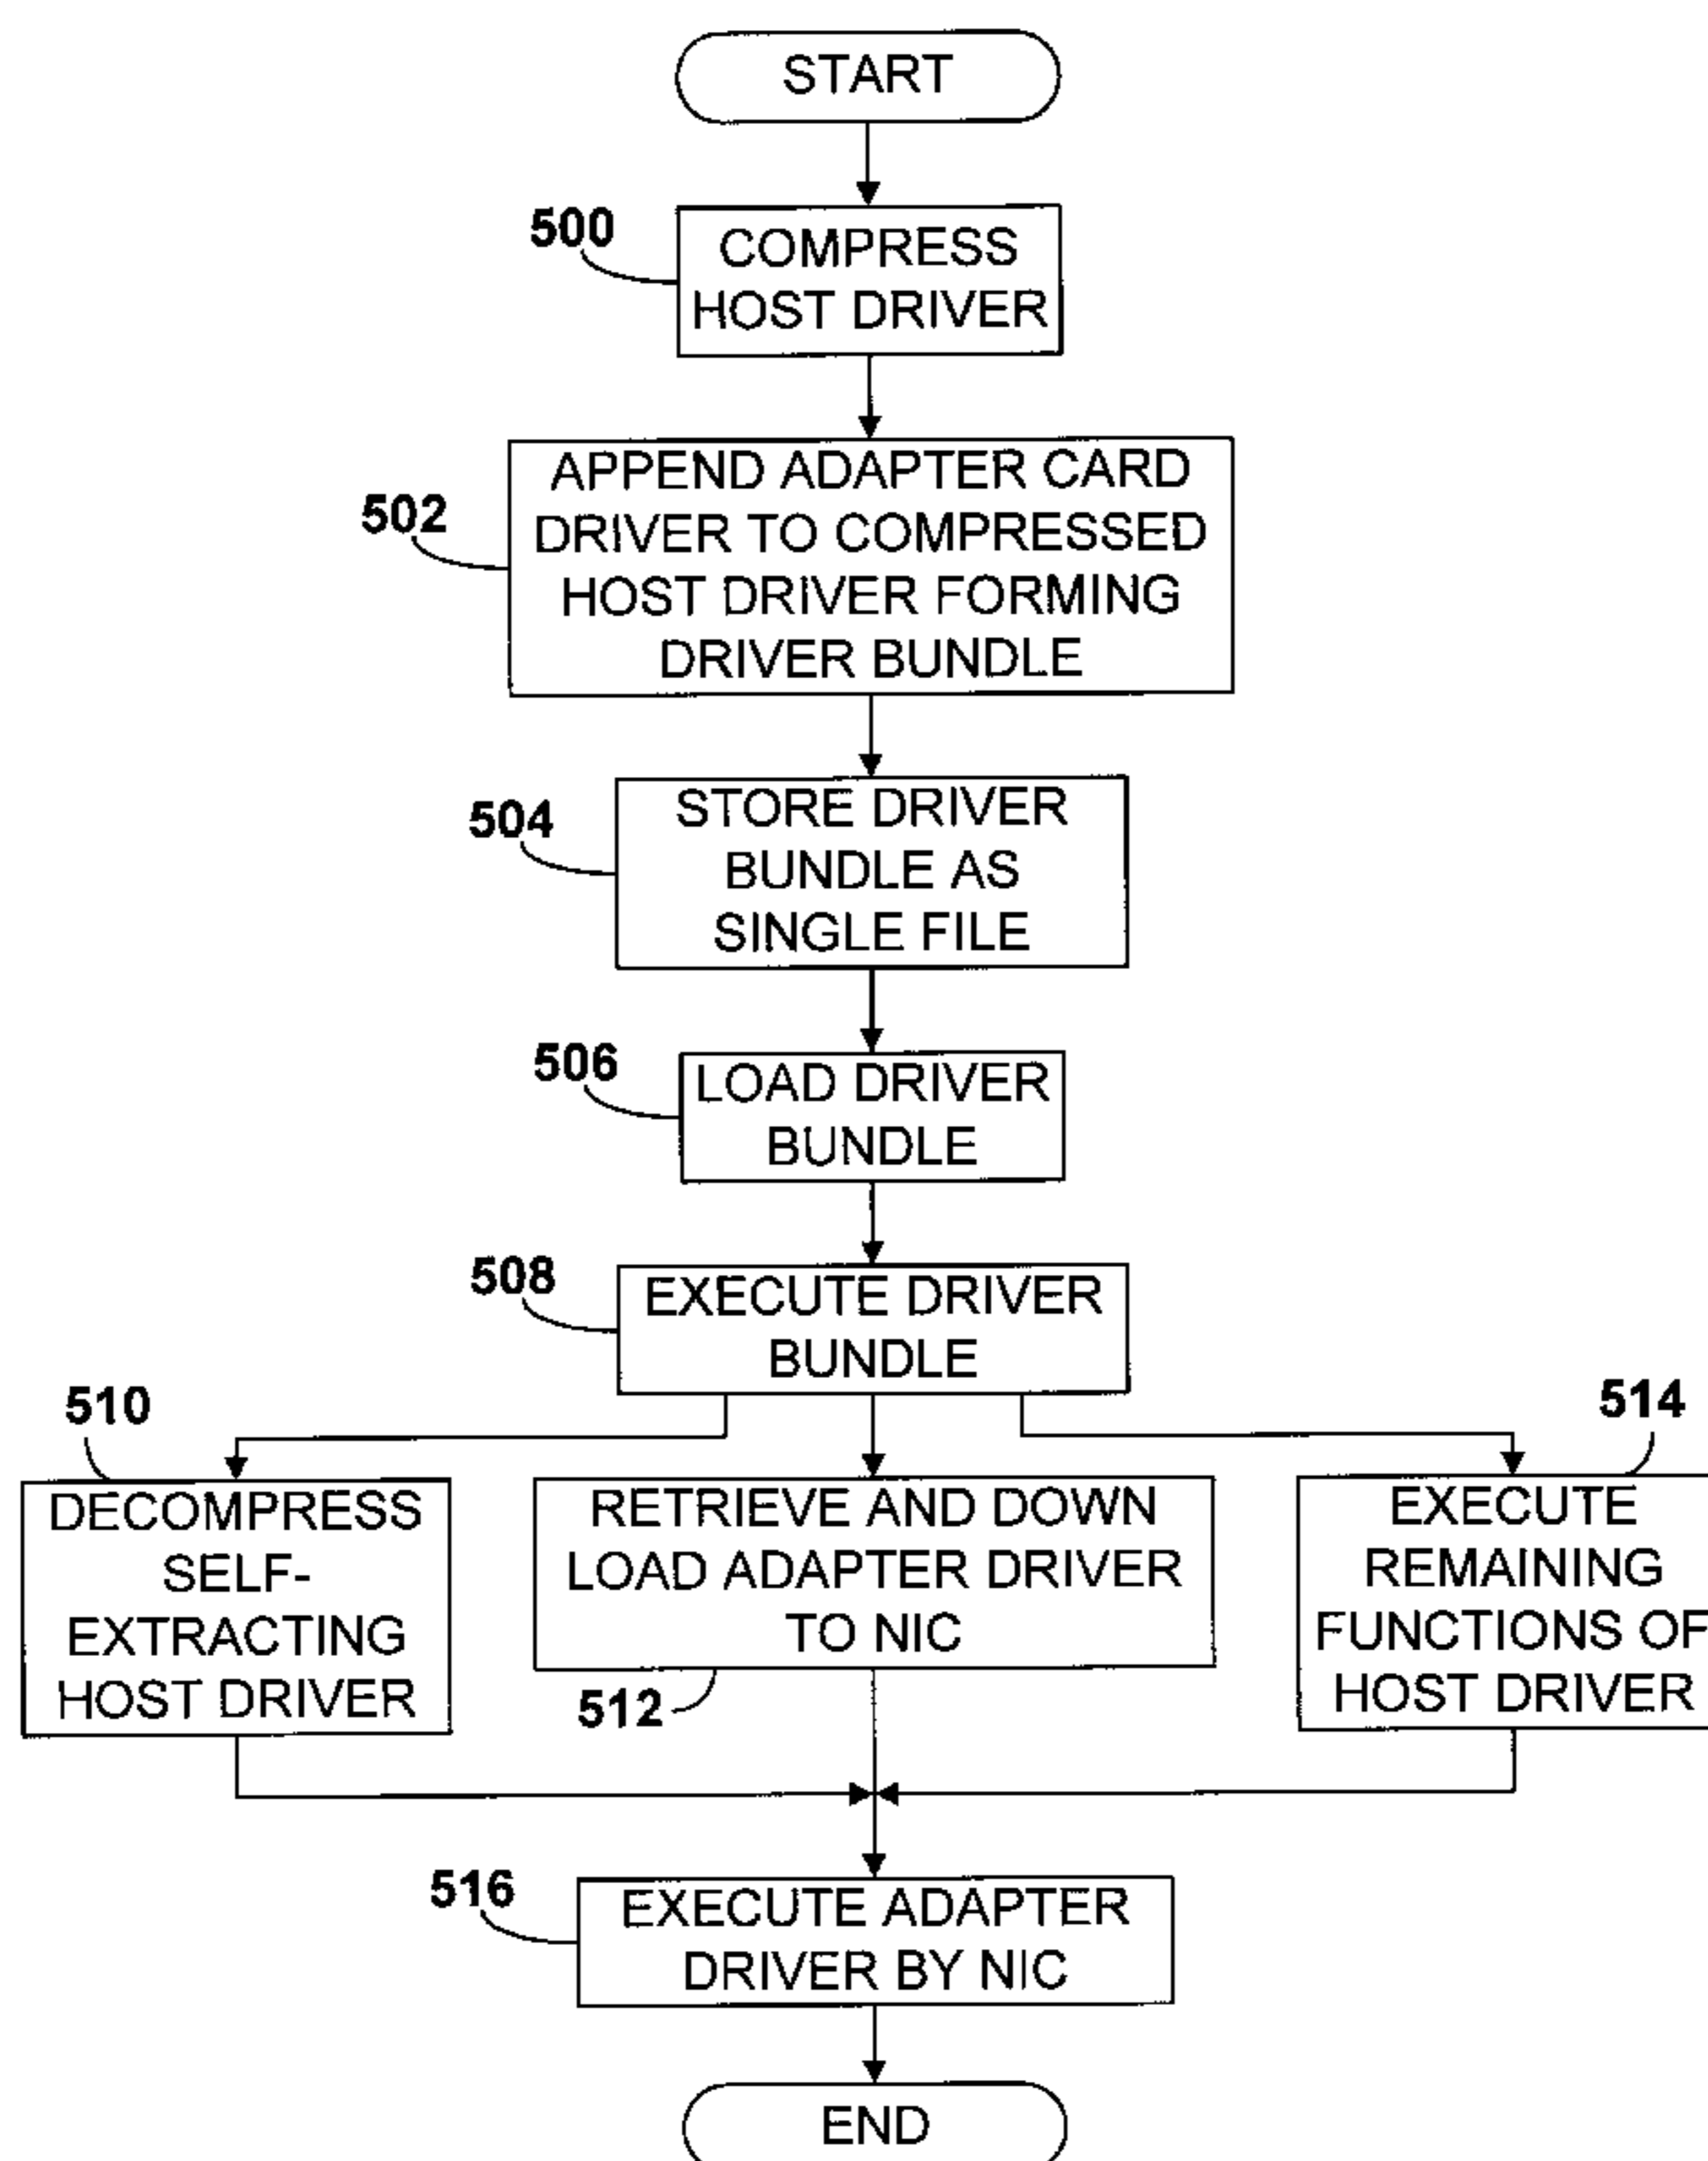 START
500
COMPRESS
HOST DRIVER
502
APPEND ADAPTER CARD
DRIVER TO COMPRESSED
HOST DRIVER FORMING
DRIVER BUNDLE
504
STORE DRIVER
BUNDLE AS
SINGLE FILE
506
LOAD DRIVER
BUNDLE
508
EXECUTE DRIVER
BUNDLE
510
DECOMPRESS
SELF-
EXTRACTING
HOST DRIVER
RETRIEVE AND DOWN
LOAD ADAPTER DRIVER
TO NIC
512
514
EXECUTE
REMAINING
FUNCTIONS OF
HOST DRIVER
516
EXECUTE ADAPTER
DRIVER BY NIC
END